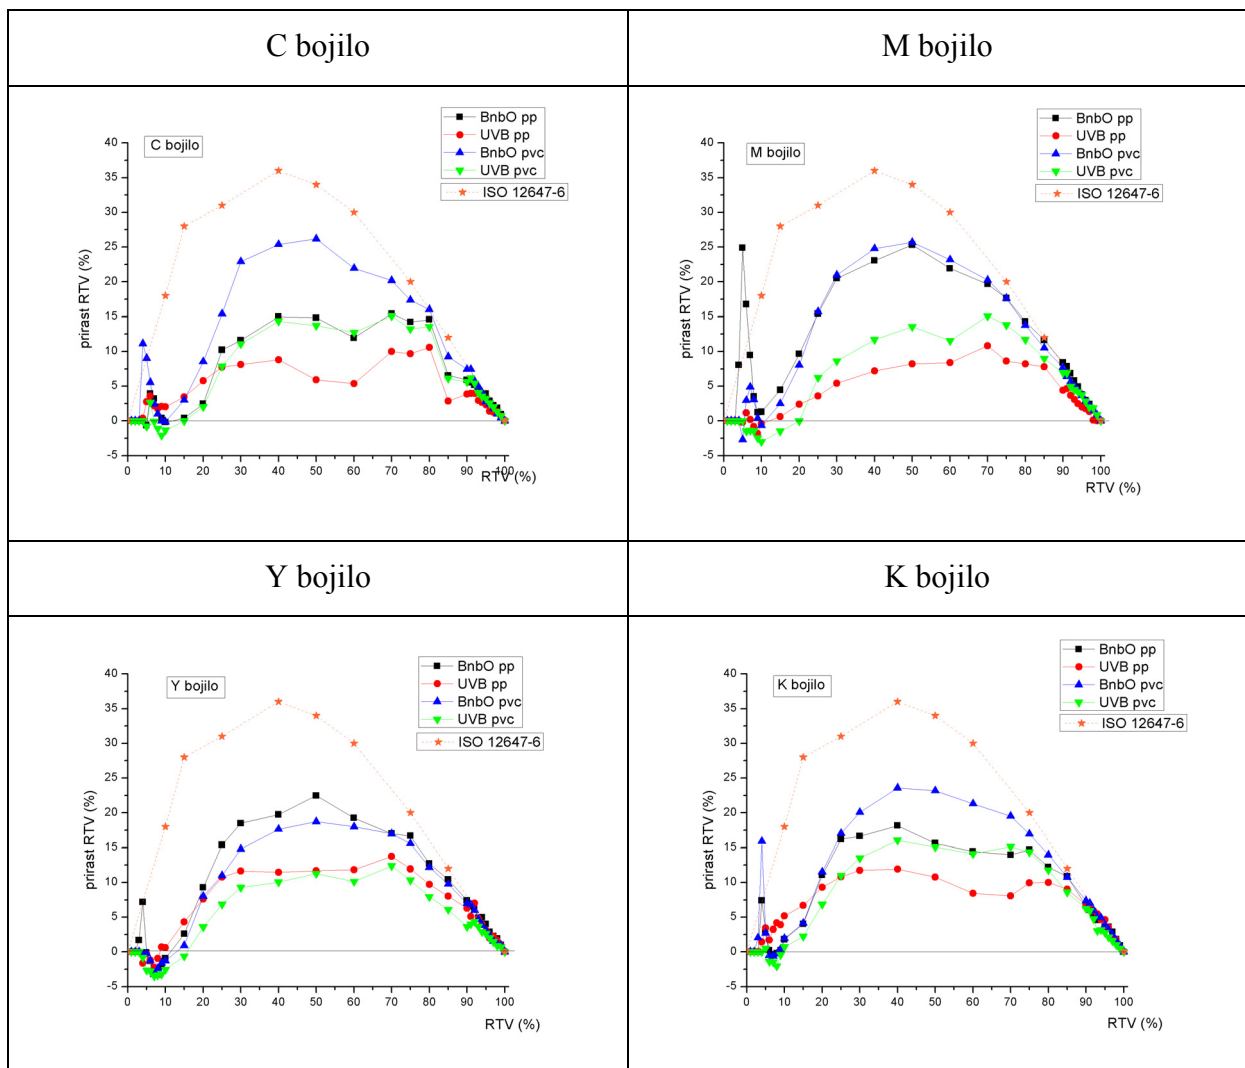 C bojilo
M bojilo
BnbO pp
UVB pp
BnbO pvc
UVB pvc
ISO 12647-6
C bojilo
prirast RTV (%)
40
35
30
25
20
15
10
5
0
-5
0 10 20 30 40 50 60 70 80 90 100
RTV (%)
BnbO pp
UVB pp
BnbO pvc
UVB pvc
ISO 12647-6
M bojilo
prirast RTV (%)
40
35
30
25
20
15
10
5
0
-5
0 10 20 30 40 50 60 70 80 90 100
RTV (%)
Y bojilo
K bojilo
BnbO pp
UVB pp
BnbO pvc
UVB pvc
ISO 12647-6
Y bojilo
prirast RTV (%)
40
35
30
25
20
15
10
5
0
-5
0 10 20 30 40 50 60 70 80 90 100
RTV (%)
BnbO pp
UVB pp
BnbO pvc
UVB pvc
ISO 12647-6
K bojilo
prirast RTV (%)
40
35
30
25
20
15
10
5
0
-5
0 10 20 30 40 50 60 70 80 90 100
RTV (%)